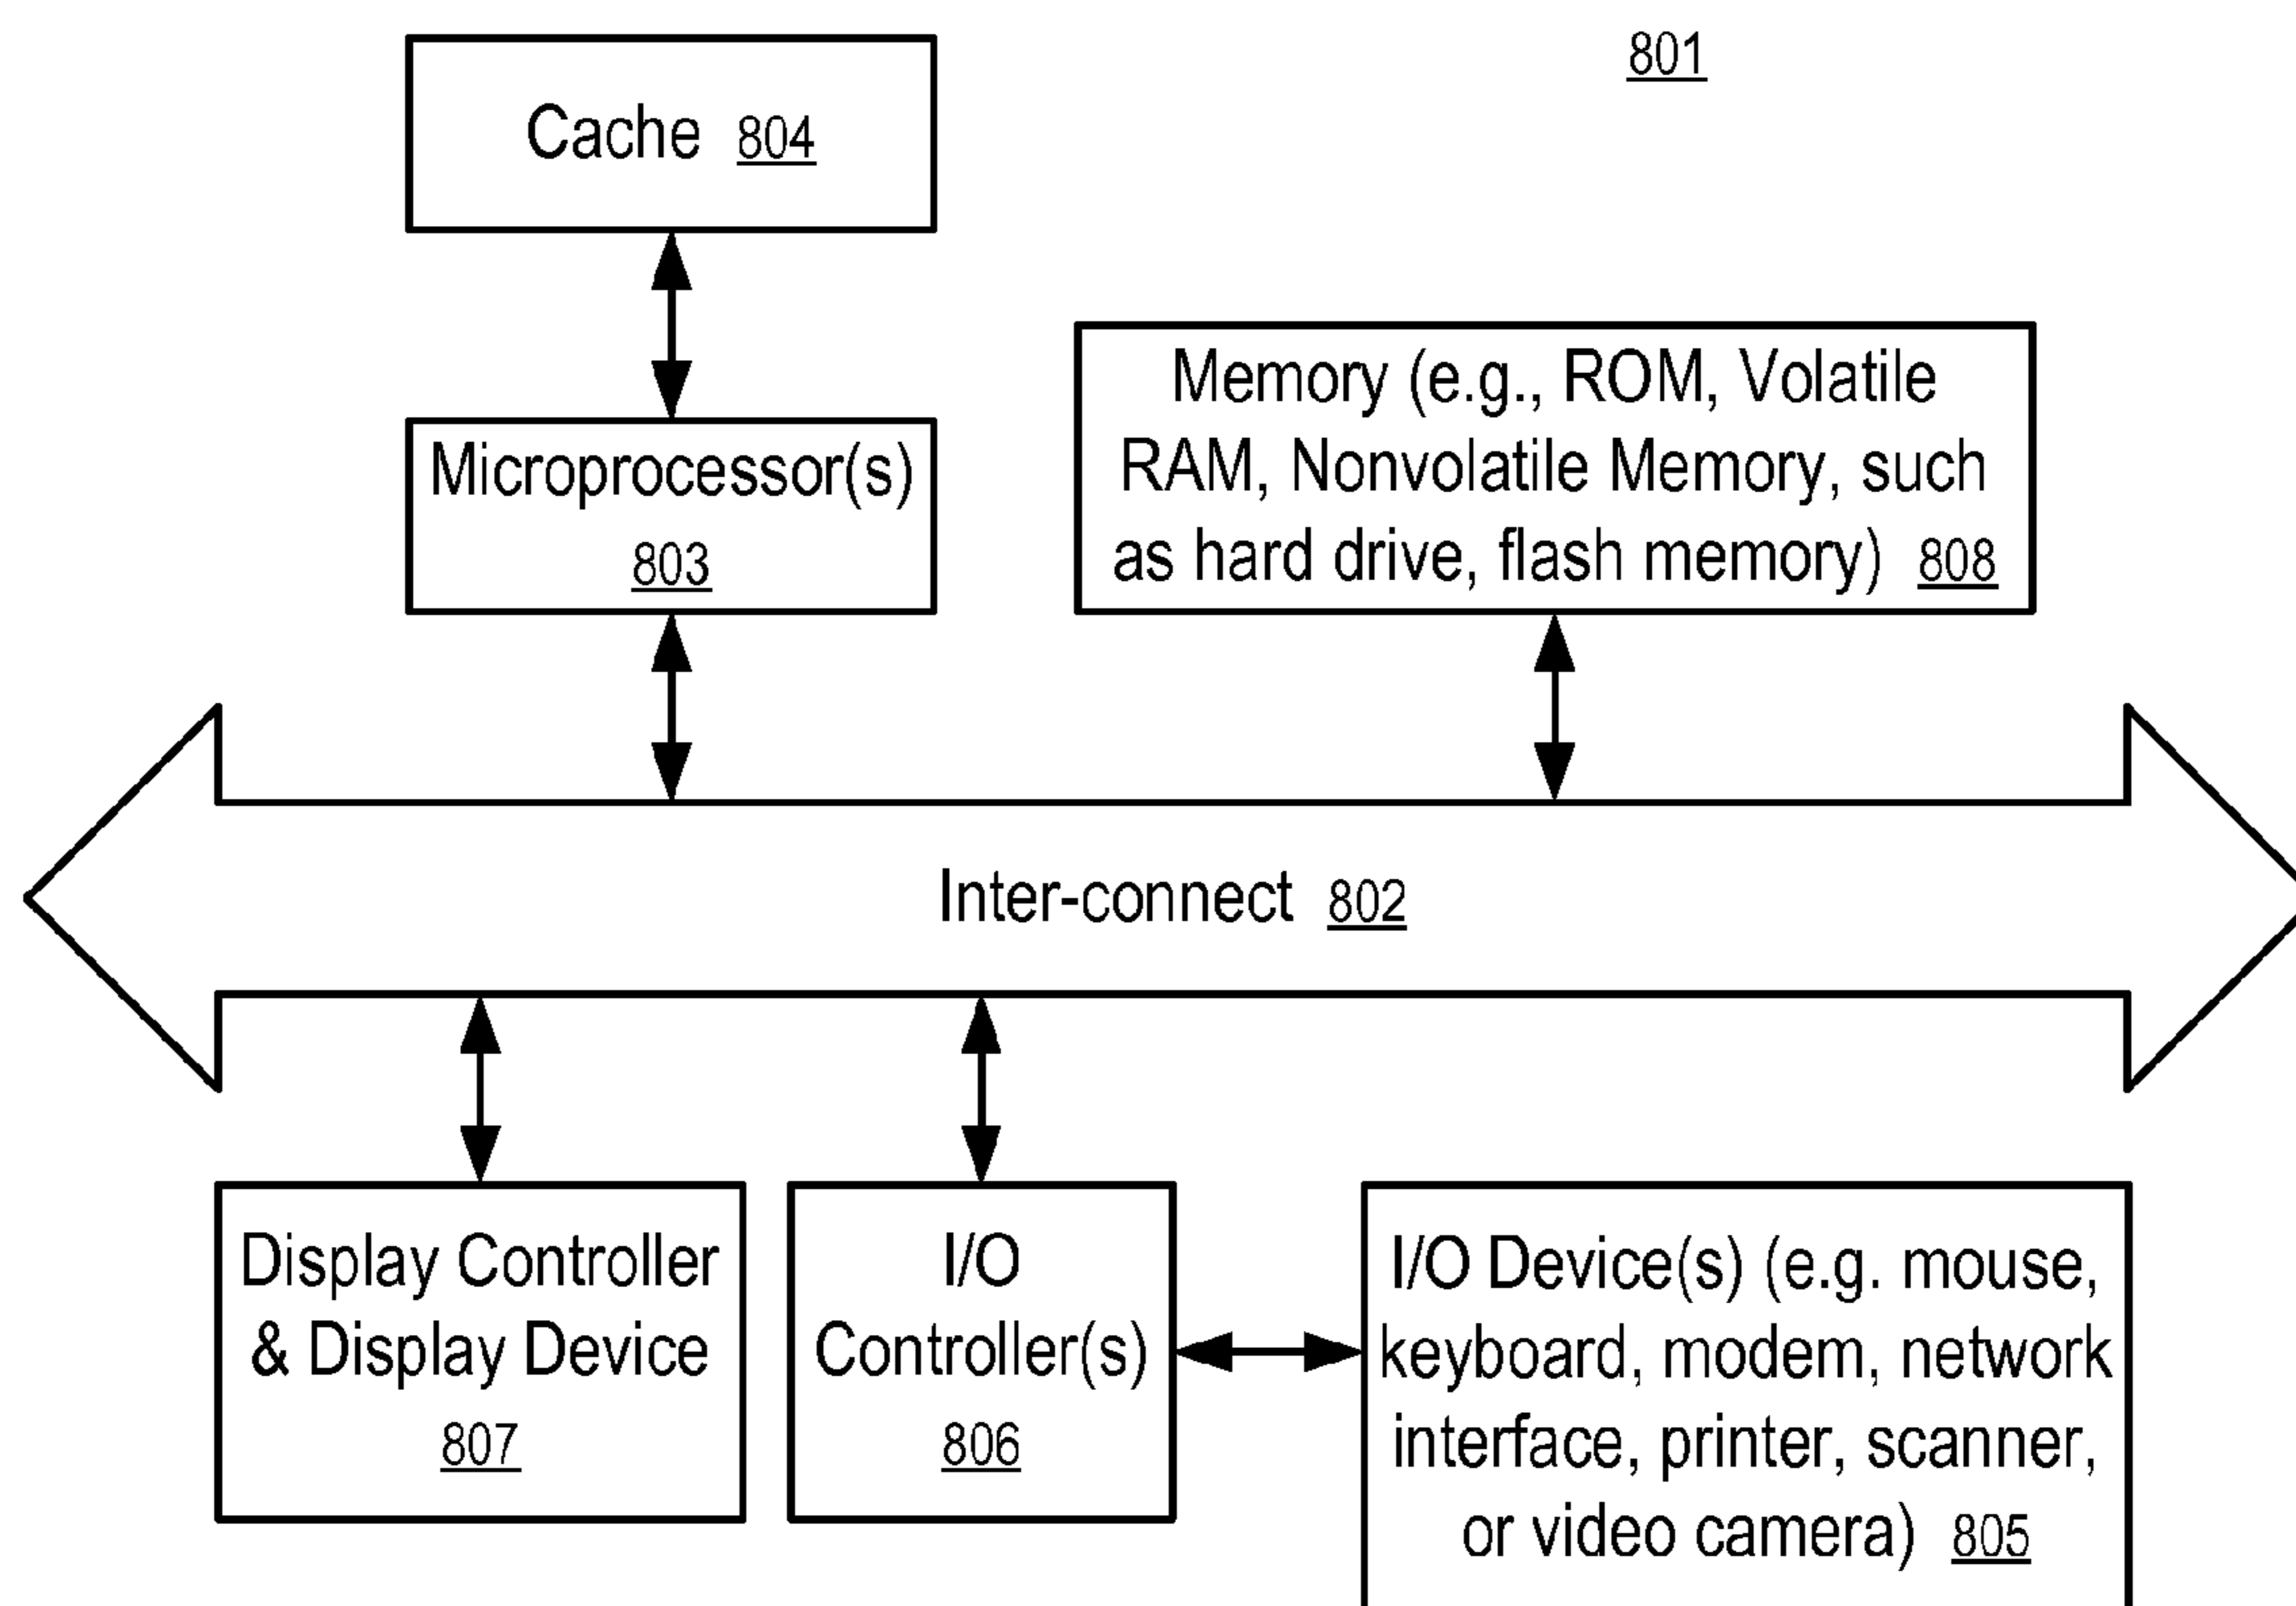 801
Cache 804
Microprocessor(s)
803
Memory (e.g., ROM, Volatile
RAM, Nonvolatile Memory, such
as hard drive, flash memory) 808
Inter-connect 802
Display Controller
& Display Device
807
I/O
Controller(s)
806
I/O Device(s) (e.g. mouse,
keyboard, modem, network
interface, printer, scanner,
or video camera) 805